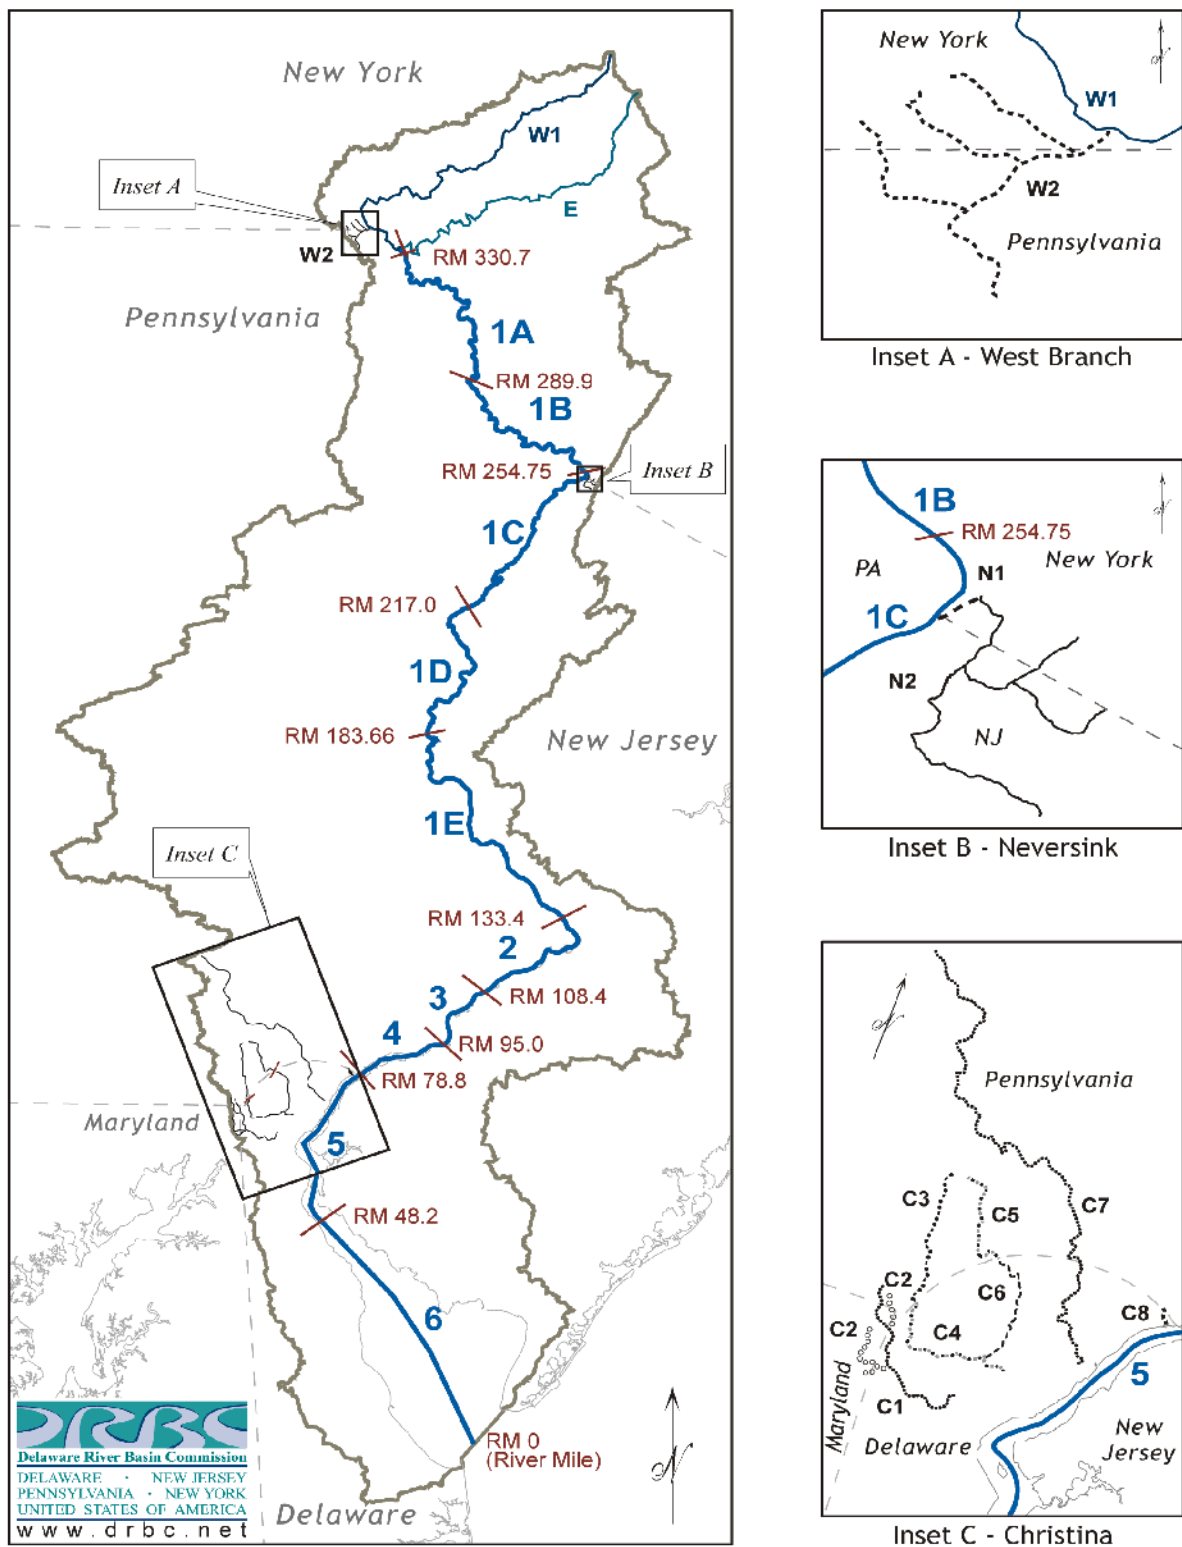 New York
W1
Inset A
E
W2
RM 330.7
Pennsylvania
1A
RM 289.9
1B
RM 254.75
Inset B
1C
RM 217.0
1D
RM 183.66
New Jersey
1E
Inset C
RM 133.4
2
3
RM 108.4
4
RM 95.0
RM 78.8
Maryland
5
RM 48.2
6
RM 0
(River Mile)
N
DRBC
Delaware River Basin Commission
DELAWARE · NEW JERSEY
PENNSYLVANIA · NEW YORK
UNITED STATES OF AMERICA
www.drbc.net
Delaware
New York
N
W1
W2
Pennsylvania
Inset A - West Branch
1B
N
RM 254.75
PA
New York
N1
1C
N2
NJ
Inset B - Neversink
N
Pennsylvania
C3
C5
C7
C2
C6
C8
C2
C4
5
Maryland
C1
Delaware
New
Jersey
Inset C - Christina